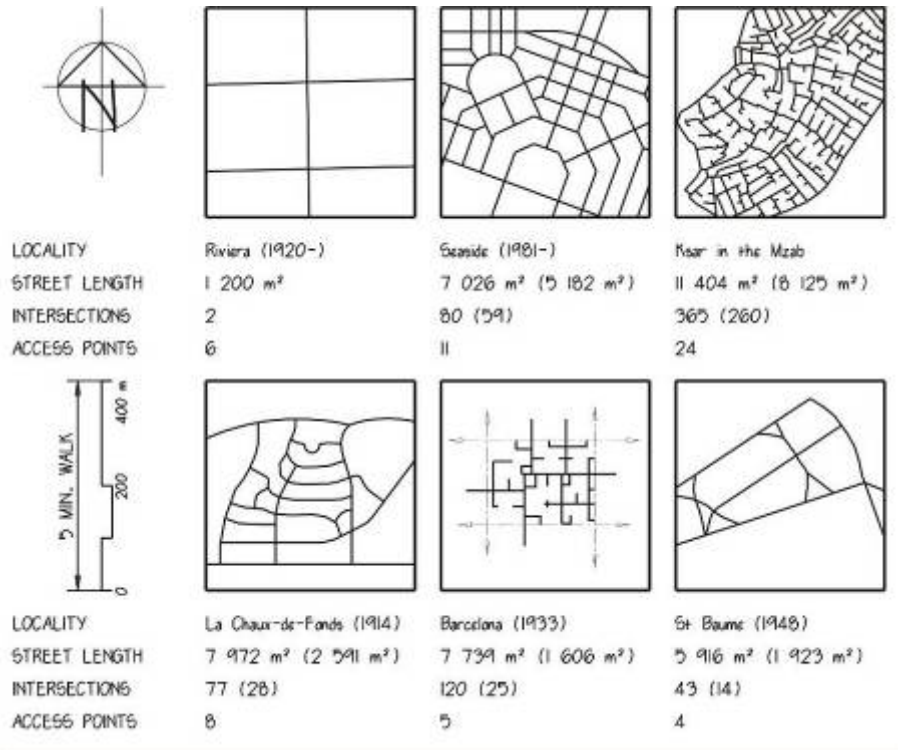 N
LOCALITY Riviera (1920-) Seaside (1981-) Ksar in the Mzab
STREET LENGTH 1 200 m² 7 026 m² (5 182 m²) 11 404 m² (8 125 m²)
INTERSECTIONS 2 80 (59) 365 (260)
ACCESS POINTS 6 11 24
5 MIN. WALK
0 200 400 m
LOCALITY La Chaux-de-Fonds (1914) Barcelona (1933) St Baume (1948)
STREET LENGTH 7 972 m² (2 591 m²) 7 739 m² (1 606 m²) 5 916 m² (1 923 m²)
INTERSECTIONS 77 (28) 120 (25) 43 (14)
ACCESS POINTS 8 5 4